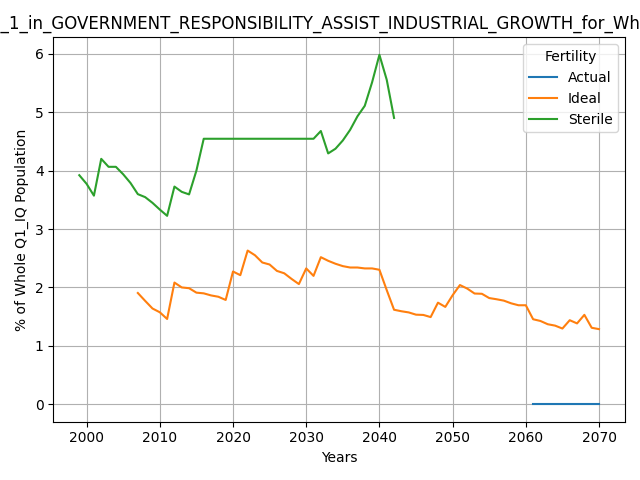 _1_in_GOVERNMENT_RESPONSIBILITY_ASSIST_INDUSTRIAL_GROWTH_for_Wh
Fertility
Actual
Ideal
Sterile
% of Whole Q1_IQ Population
6
5
4
3
2
1
0
2000 2010 2020 2030 2040 2050 2060 2070
Years